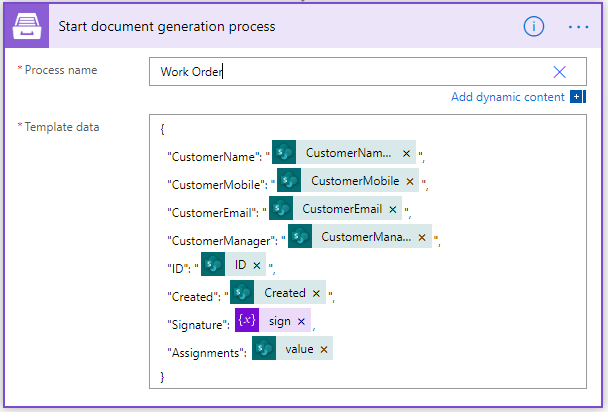 Start document generation process
* Process name
Work Order
Add dynamic content
* Template data
{
"CustomerName": " CustomerNam... × ",
"CustomerMobile": " CustomerMobile × ",
"CustomerEmail": " CustomerEmail × ",
"CustomerManager": " CustomerMana... × ",
"ID": " ID × ",
"Created": " Created × ",
"Signature": {x} sign × ,
"Assignments": value ×
}